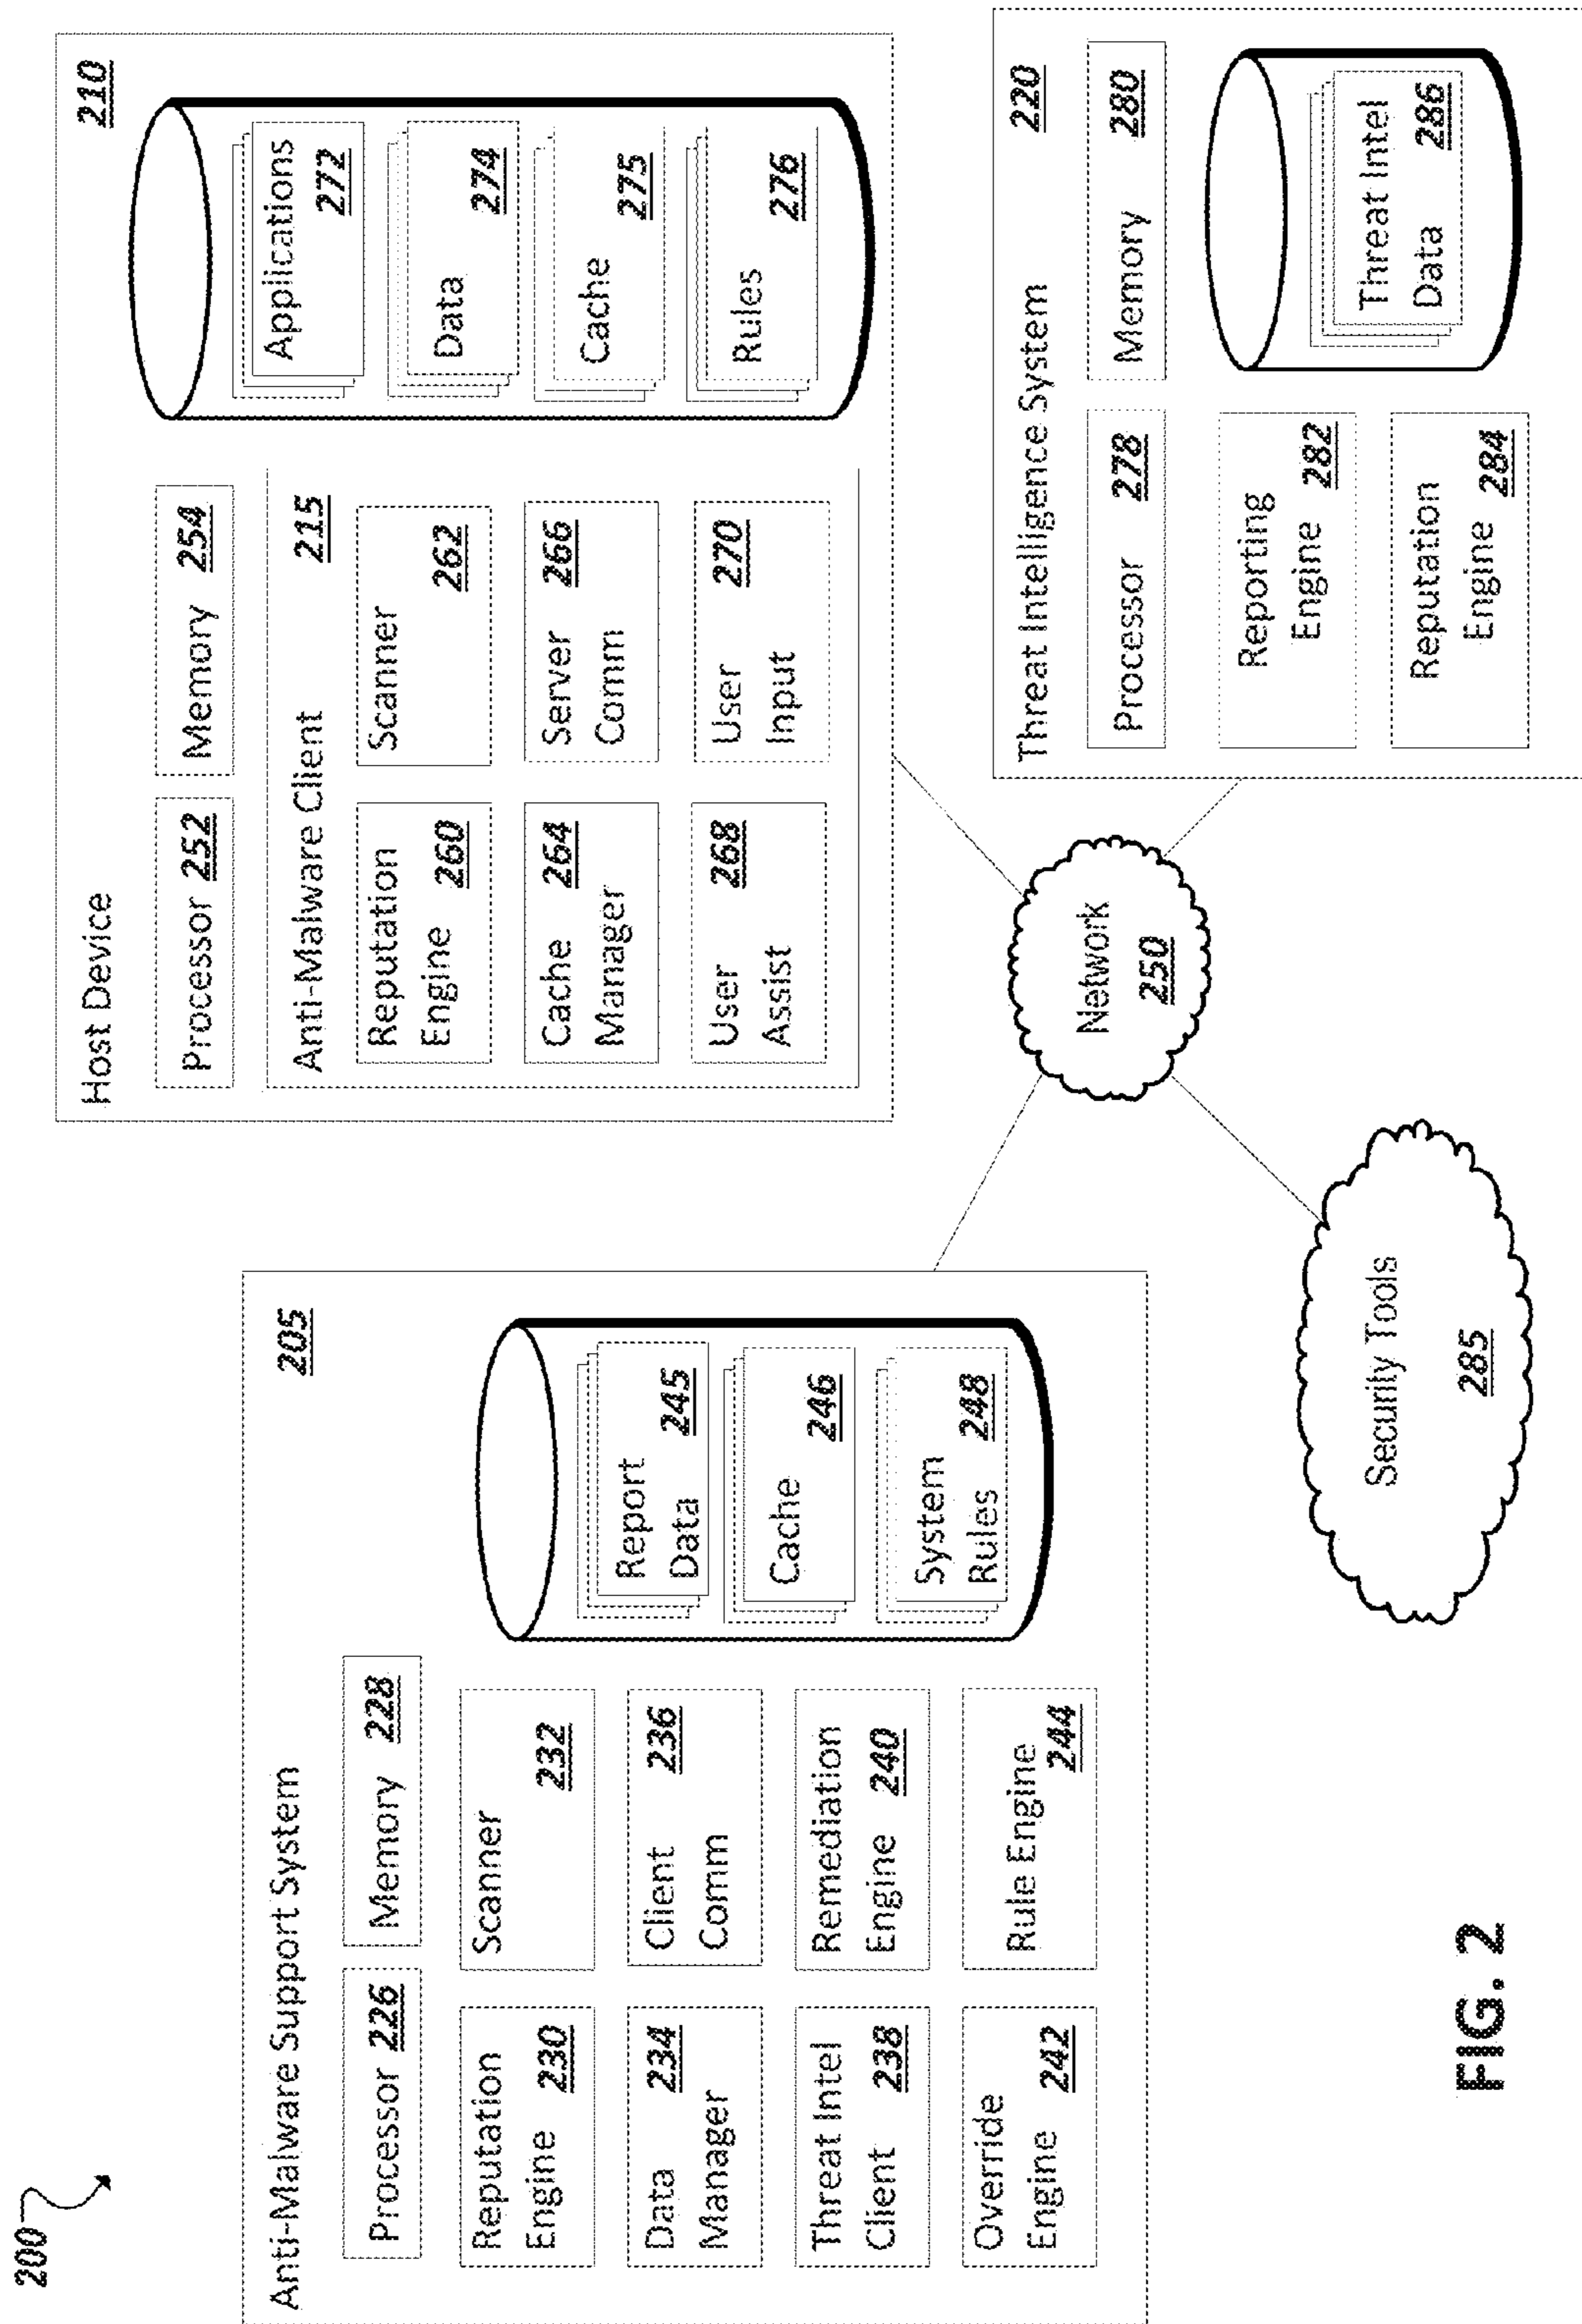 200
Anti-Malware Support System
205
Processor 226
Memory 228
Reputation
Engine 230
Scanner
232
Data 234
Manager
Client 236
Comm
Threat Intel
Client 238
Remediation
Engine 240
Override
Engine 242
Rule Engine
244
Report
Data 245
Cache
246
System
Rules 248
Host Device
210
Processor 252
Memory 254
Anti-Malware Client
215
Reputation
Engine 260
Scanner
262
Cache 264
Manager
Server 266
Comm
User 268
Assist
User 270
Input
Applications
272
Data
274
Cache
275
Rules
276
Network
250
Security Tools
285
Threat Intelligence System
220
Processor 278
Memory 280
Reporting
Engine 282
Reputation
Engine 284
Threat Intel
Data 286
FIG. 2